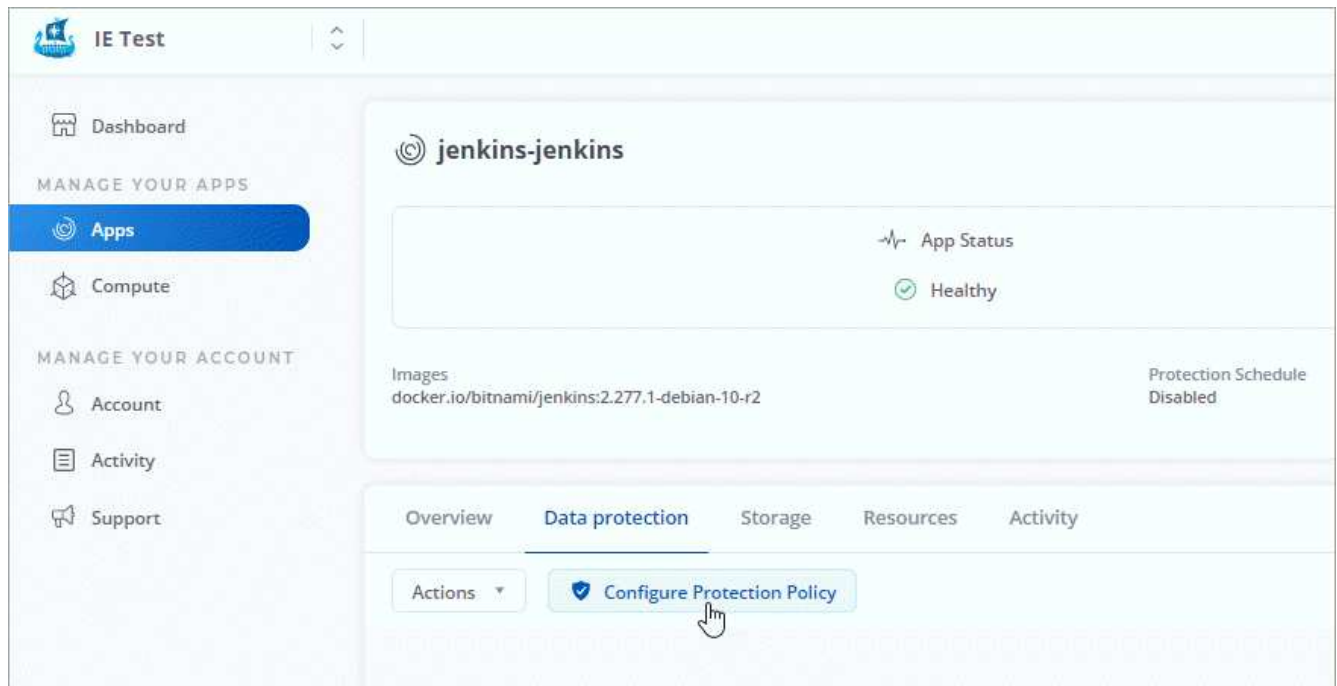 IE Test
Dashboard
MANAGE YOUR APPS
Apps
Compute
MANAGE YOUR ACCOUNT
Account
Activity
Support
jenkins-jenkins
App Status
Healthy
Images
docker.io/bitnami/jenkins:2.277.1-debian-10-r2
Protection Schedule
Disabled
Overview Data protection Storage Resources Activity
Actions Configure Protection Policy